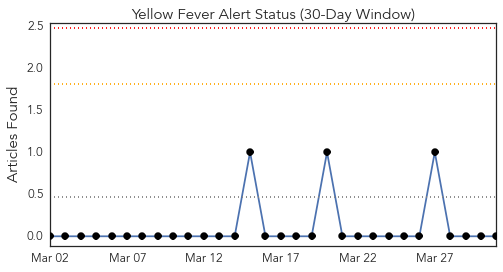 Yellow Fever Alert Status (30-Day Window)
Articles Found
2.5
2.0
1.5
1.0
0.5
0.0
Mar 02 Mar 07 Mar 12 Mar 17 Mar 22 Mar 27